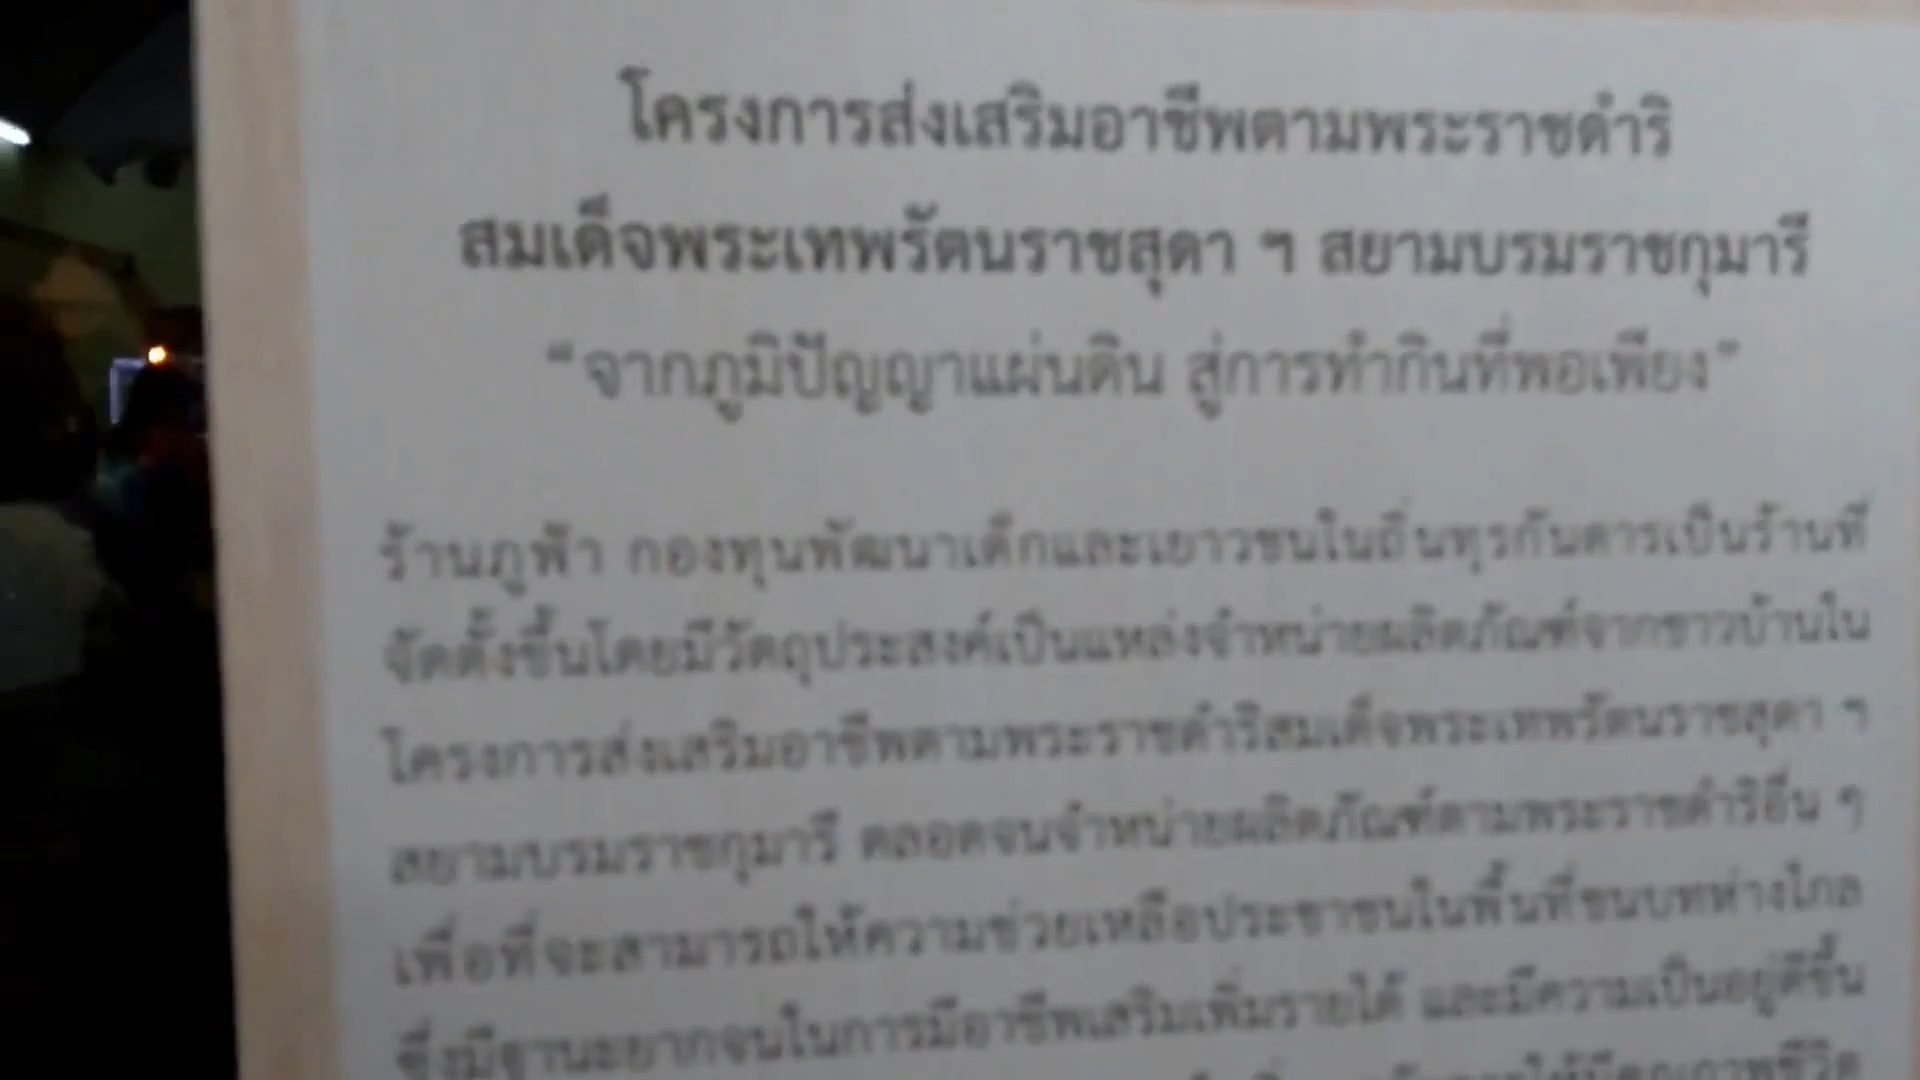 โครงการส่งเสริมอาชีพตามพระราชดำริ
สมเด็จพระเทพรัตนราชสุดา ฯ สยามบรมราชกุมารี
“จากภูมิปัญญาแผ่นดิน สู่การทำกินที่พอเพียง”
ร้านภูฟ้า กองทุนพัฒนาเด็กและเยาวชนในถิ่นทุรกันดารเป็นร้านที่
จัดตั้งขึ้นโดยมีวัตถุประสงค์เป็นแหล่งจำหน่ายผลิตภัณฑ์จากชาวบ้านใน
โครงการส่งเสริมอาชีพตามพระราชดำริสมเด็จพระเทพรัตนราชสุดา ฯ
สยามบรมราชกุมารี ตลอดจนจำหน่ายผลิตภัณฑ์ตามพระราชดำริอื่น ๆ
เพื่อที่จะสามารถให้ความช่วยเหลือประชาชนในพื้นที่ชนบทห่างไกล
ซึ่งมีฐานะยากจนในการมีอาชีพเสริมเพิ่มรายได้ และมีความเป็นอยู่ดีขึ้น
ให้มีคุณภาพชีวิต